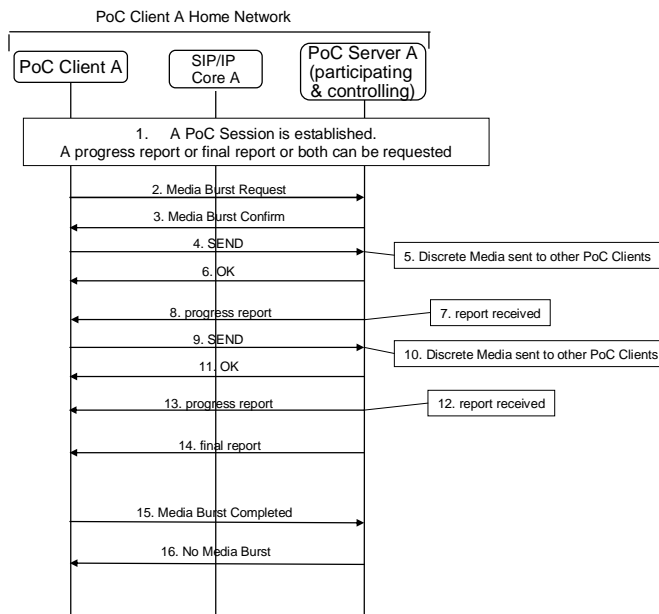 PoC Client A Home Network
PoC Client A
SIP/IP
Core A
PoC Server A
(participating
& controlling)
1. A PoC Session is established.
A progress report or final report or both can be requested
2. Media Burst Request
3. Media Burst Confirm
4. SEND
5. Discrete Media sent to other PoC Clients
6. OK
7. report received
8. progress report
9. SEND
10. Discrete Media sent to other PoC Clients
11. OK
12. report received
13. progress report
14. final report
15. Media Burst Completed
16. No Media Burst